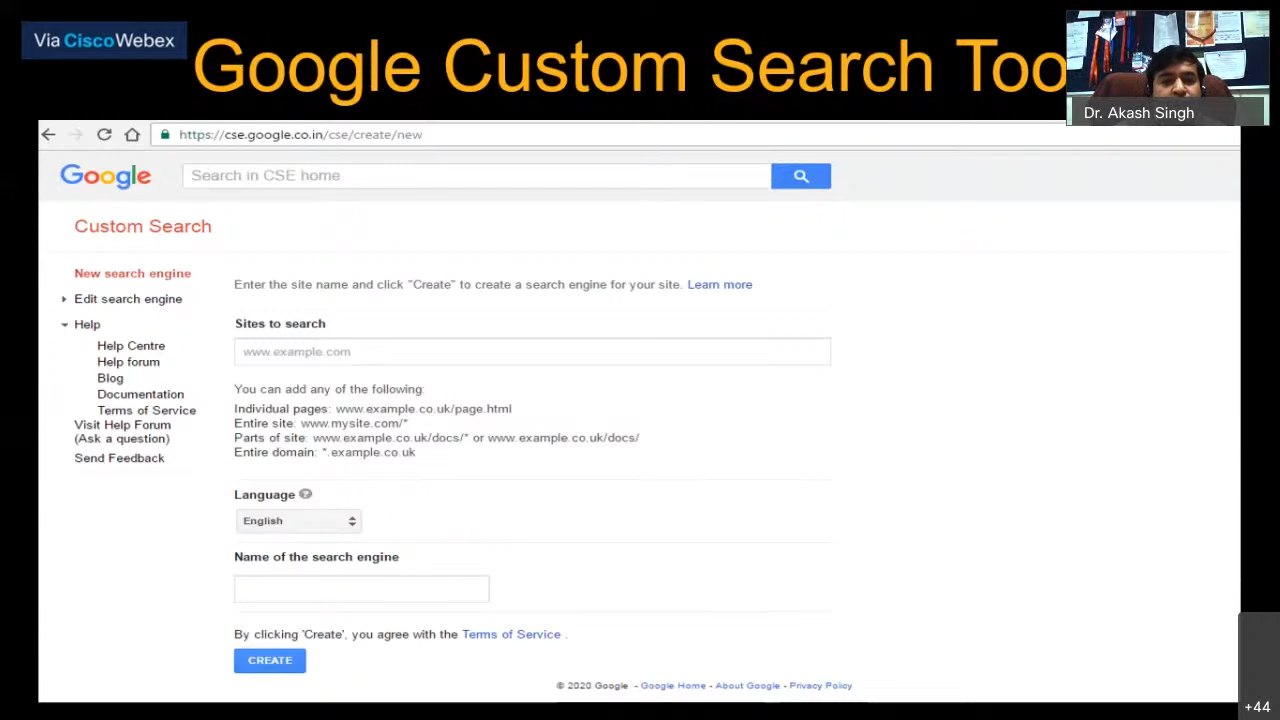 Via CiscoWebex
Google Custom Search Too
Dr. Akash Singh
https://cse.google.co.in/cse/create/new
Google
Search in CSE home
Custom Search
New search engine
Edit search engine
Help
Help Centre
Help forum
Blog
Documentation
Terms of Service
Visit Help Forum
(Ask a question)
Send Feedback
Enter the site name and click "Create" to create a search engine for your site. Learn more
Sites to search
www.example.com
You can add any of the following:
Individual pages: www.example.co.uk/page.html
Entire site: www.mysite.com/*
Parts of site: www.example.co.uk/docs/* or www.example.co.uk/docs/
Entire domain: *.example.co.uk
Language
English
Name of the search engine
By clicking 'Create', you agree with the Terms of Service .
CREATE
© 2020 Google - Google Home - About Google - Privacy Policy
+44